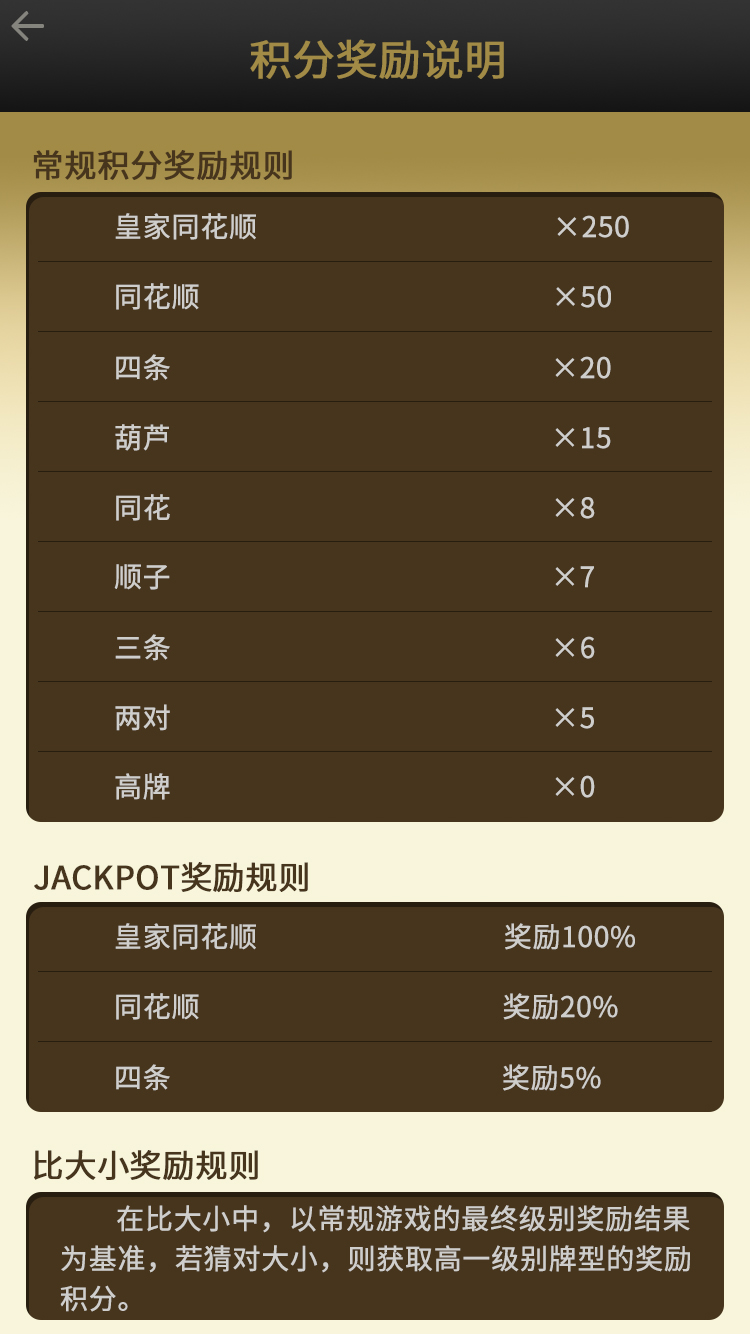 积分奖励说明
常规积分奖励规则
皇家同花顺 ×250
同花顺 ×50
四条 ×20
葫芦 ×15
同花 ×8
顺子 ×7
三条 ×6
两对 ×5
高牌 ×0
JACKPOT奖励规则
皇家同花顺 奖励100%
同花顺 奖励20%
四条 奖励5%
比大小奖励规则
在比大小中，以常规游戏的最终级别奖励结果
为基准，若猜对大小，则获取高一级别牌型的奖励
积分。